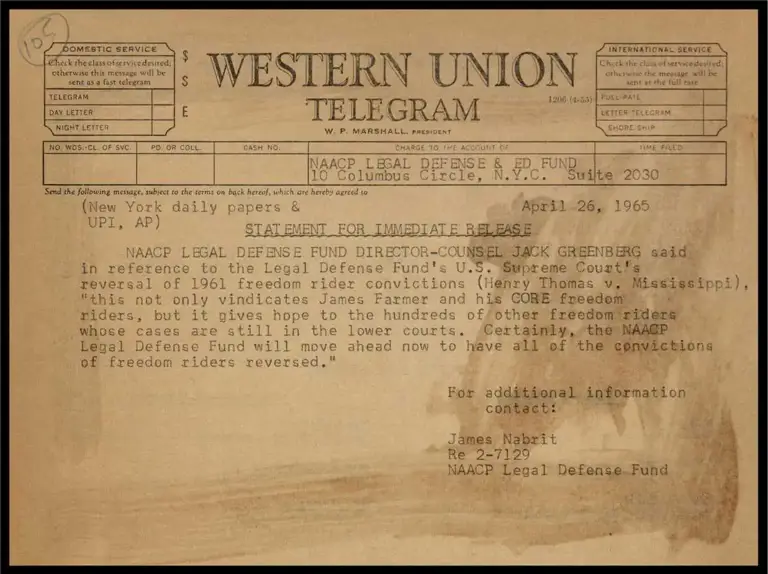 105
DOMESTIC SERVICE
Check the class of service desired;
otherwise this message will be
sent as a fast telegram
TELEGRAM
DAY LETTER
NIGHT LETTER
$
S
E
WESTERN UNION
TELEGRAM
1206 (4-55)
W. P. MARSHALL, PRESIDENT
INTERNATIONAL SERVICE
Check the class of service desired;
otherwise the message will be
sent at the full rate
FULL RATE
LETTER TELEGRAM
SHORE SHIP
NO. WDS.-CL. OF SVC. PD. OR COLL. CASH NO. CHARGE TO THE ACCOUNT OF TIME FILED
NAACP LEGAL DEFENSE & ED FUND
10 Columbus Circle, N.Y.C. Suite 2030
Send the following message, subject to the terms on back hereof, which are hereby agreed to
(New York daily papers & April 26, 1965
UPI, AP)
STATEMENT FOR IMMEDIATE RELEASE
NAACP LEGAL DEFENSE FUND DIRECTOR-COUNSEL JACK GREENBERG said
in reference to the Legal Defense Fund's U.S. Supreme Court's
reversal of 1961 freedom rider convictions (Henry Thomas v. Mississippi),
"this not only vindicates James Farmer and his CORE freedom
riders, but it gives hope to the hundreds of other freedom riders
whose cases are still in the lower courts. Certainly, the NAACP
Legal Defense Fund will move ahead now to have all of the convictions
of freedom riders reversed."
For additional information
contact:
James Nabrit
Re 2-7129
NAACP Legal Defense Fund